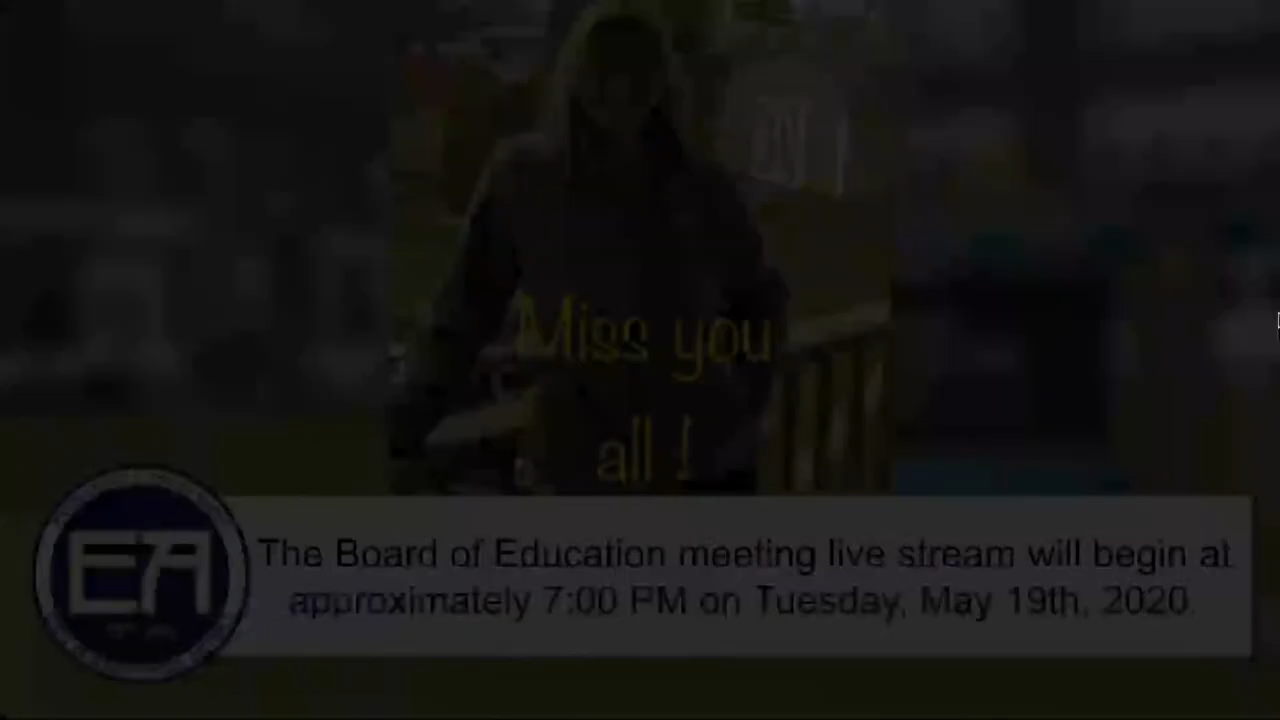 Miss you
all !
EA
The Board of Education meeting live stream will begin at
approximately 7:00 PM on Tuesday, May 19th, 2020